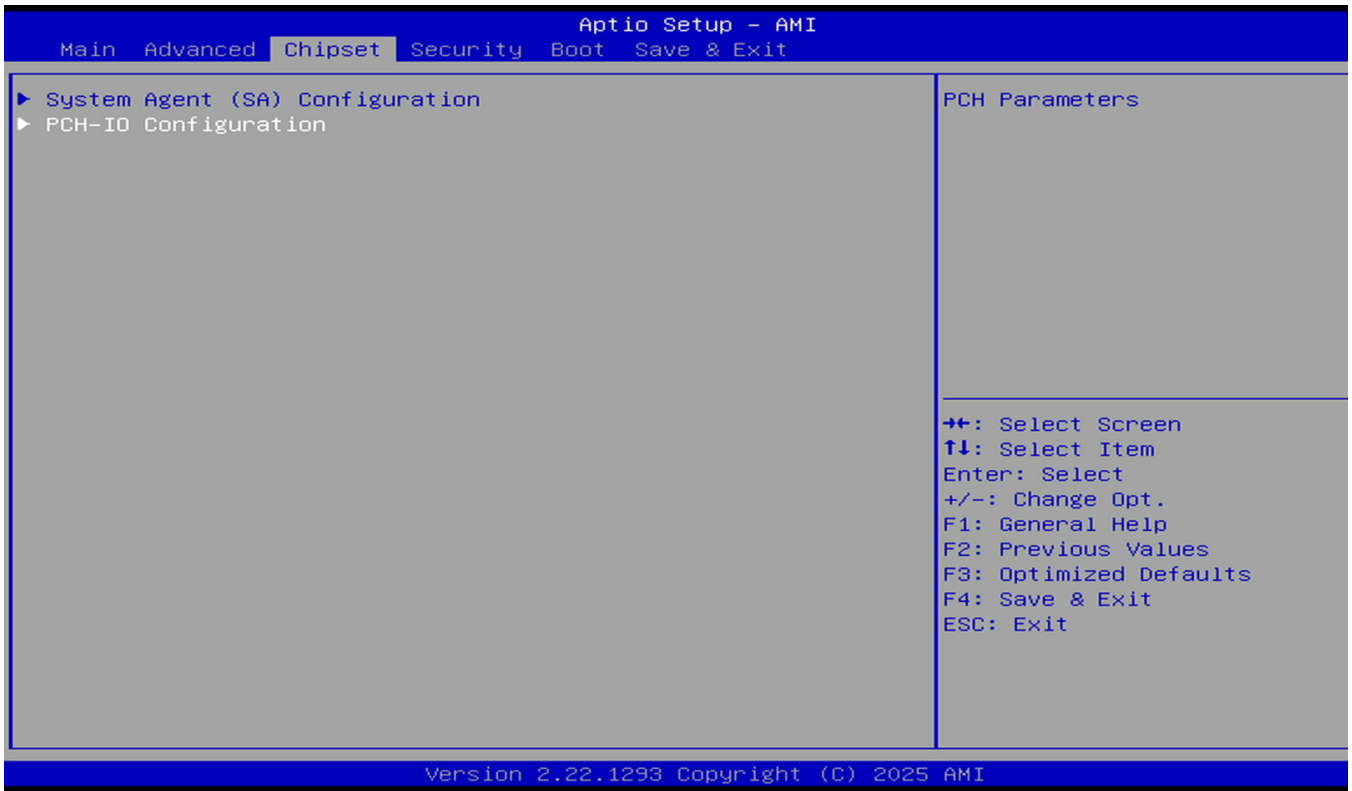 Aptio Setup – AMI
Main Advanced Chipset Security Boot Save & Exit
► System Agent (SA) Configuration
► PCH-IO Configuration
PCH Parameters
→←: Select Screen
↑↓: Select Item
Enter: Select
+/-: Change Opt.
F1: General Help
F2: Previous Values
F3: Optimized Defaults
F4: Save & Exit
ESC: Exit
Version 2.22.1293 Copyright (C) 2025 AMI